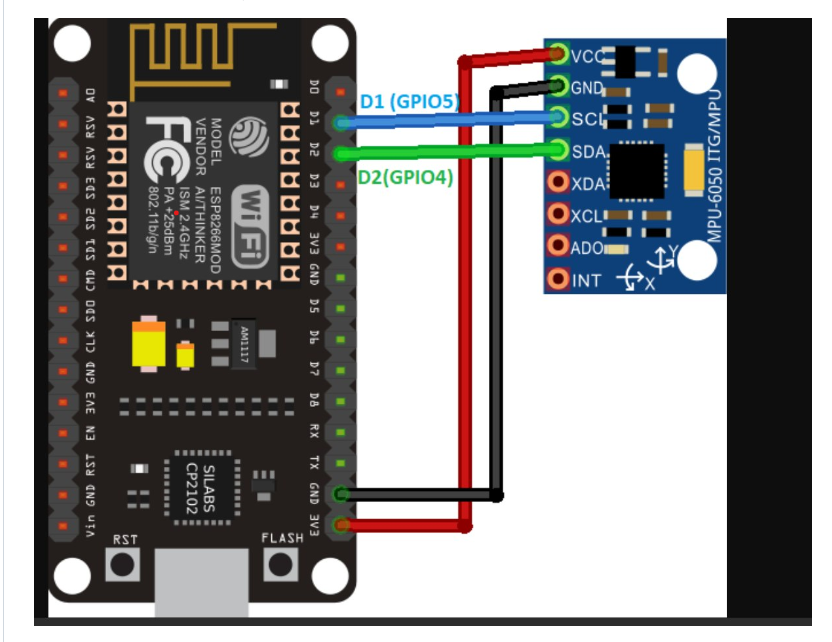 A0
RSV
RSV
SD3
SD2
SD1
CMD
SD0
CLK
GND
3V3
EN
RST
GND
Vin
MODEL ESP8266MOD
VENDOR AI/THINKER
ISM 2.4GHz
PA +25dBm
802.11b/g/n
FC
Wi Fi
AM1117
SILABS
CP2102
RST
FLASH
D0
D1
D2
D3
D4
3V3
GND
D5
D6
D7
D8
RX
TX
GND
3V3
D1 (GPIO5)
D2(GPIO4)
VCC
GND
SCL
SDA
XDA
XCL
ADO
INT
MPU-6050 ITG/MPU
Y
X